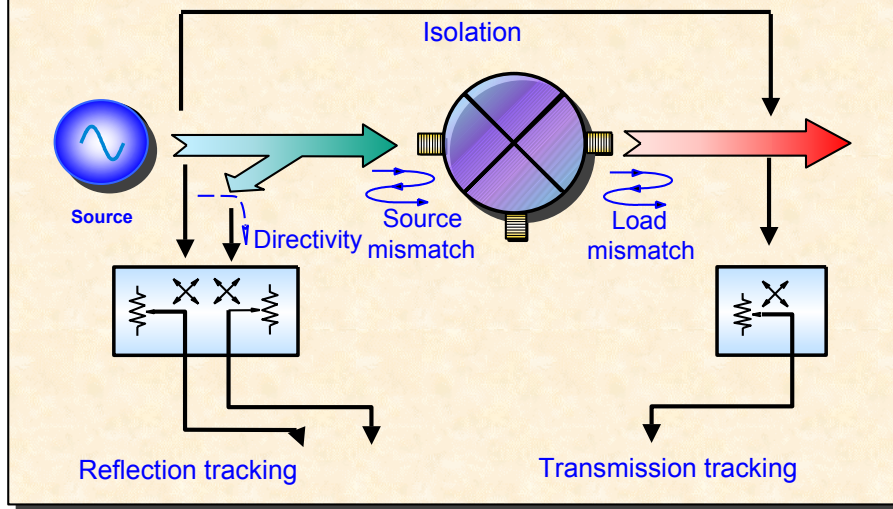 Isolation
Source
Directivity
Source
mismatch
Load
mismatch
Reflection tracking
Transmission tracking